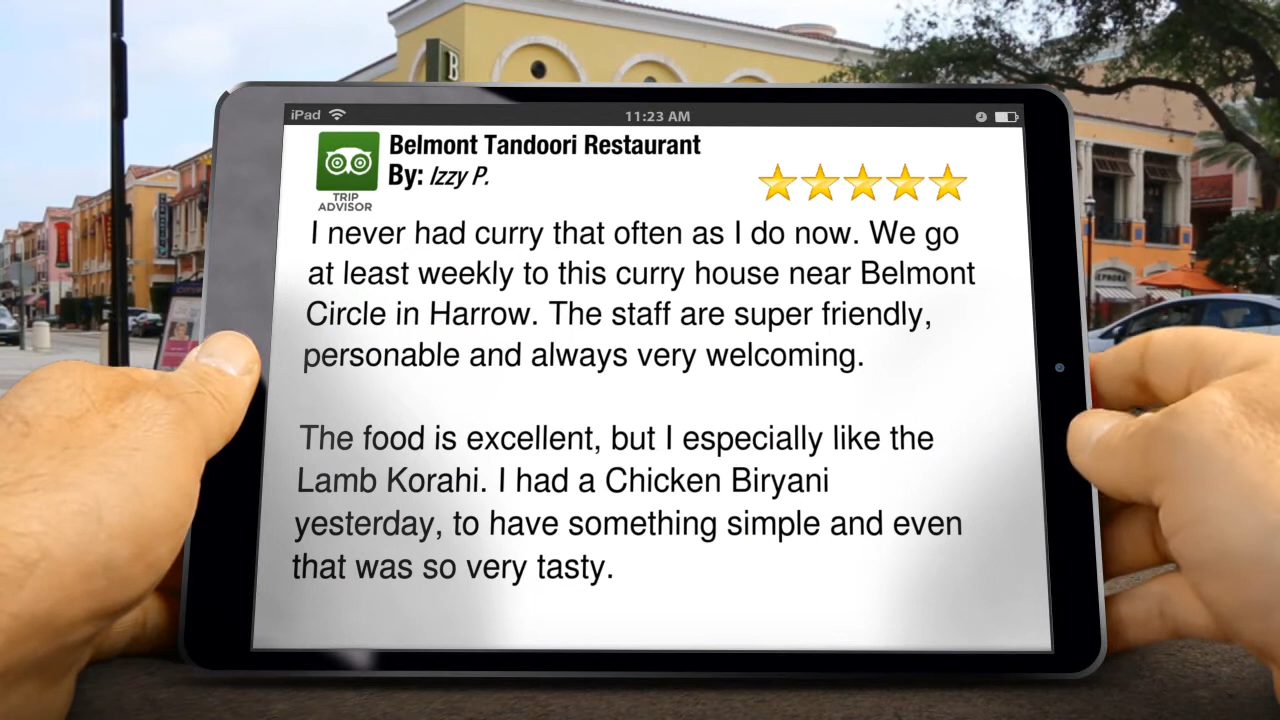 iPad 11:23 AM
Belmont Tandoori Restaurant
By: Izzy P.
TRIP
ADVISOR
I never had curry that often as I do now. We go
at least weekly to this curry house near Belmont
Circle in Harrow. The staff are super friendly,
personable and always very welcoming.
The food is excellent, but I especially like the
Lamb Korahi. I had a Chicken Biryani
yesterday, to have something simple and even
that was so very tasty.
B
SEPHORA